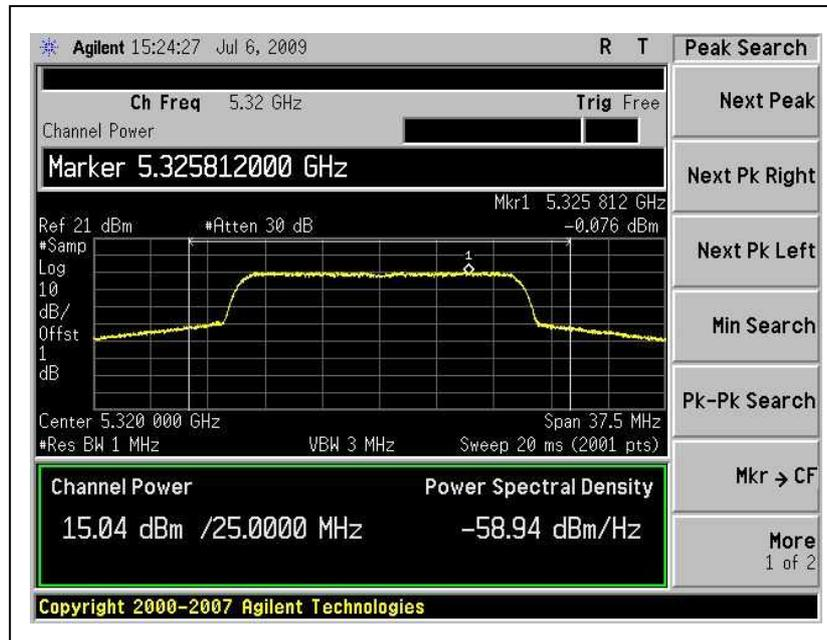 Agilent 15:24:27 Jul 6, 2009 R T
Peak Search
Ch Freq 5.32 GHz Trig Free
Channel Power
Marker 5.325812000 GHz
Mkr1 5.325 812 GHz
Ref 21 dBm #Atten 30 dB -0.076 dBm
#Samp
Log
10
dB/
Offst
1
dB
1
Center 5.320 000 GHz Span 37.5 MHz
#Res BW 1 MHz VBW 3 MHz Sweep 20 ms (2001 pts)
Channel Power Power Spectral Density
15.04 dBm /25.0000 MHz -58.94 dBm/Hz
Copyright 2000-2007 Agilent Technologies
Next Peak
Next Pk Right
Next Pk Left
Min Search
Pk-Pk Search
Mkr → CF
More
1 of 2